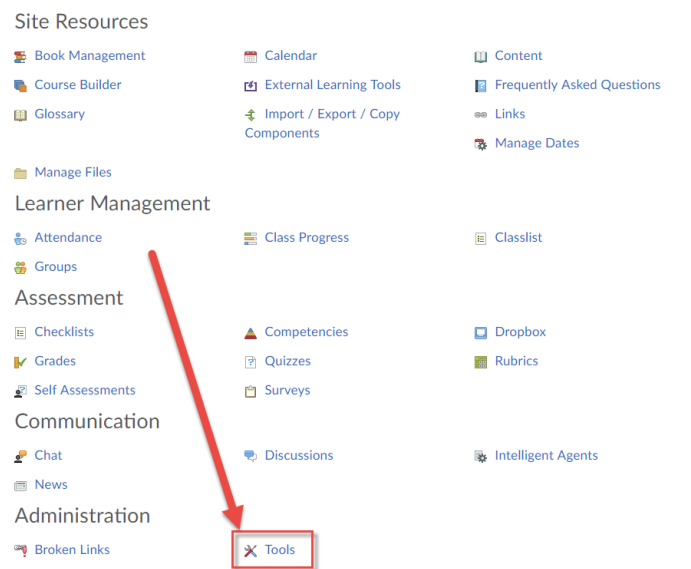 Site Resources
Book Management
Calendar
Content
Course Builder
External Learning Tools
Frequently Asked Questions
Glossary
Import / Export / Copy
Components
Links
Manage Dates
Manage Files
Learner Management
Attendance
Class Progress
Classlist
Groups
Assessment
Checklists
Competencies
Dropbox
Grades
Quizzes
Rubrics
Self Assessments
Surveys
Communication
Chat
Discussions
Intelligent Agents
News
Administration
Broken Links
Tools